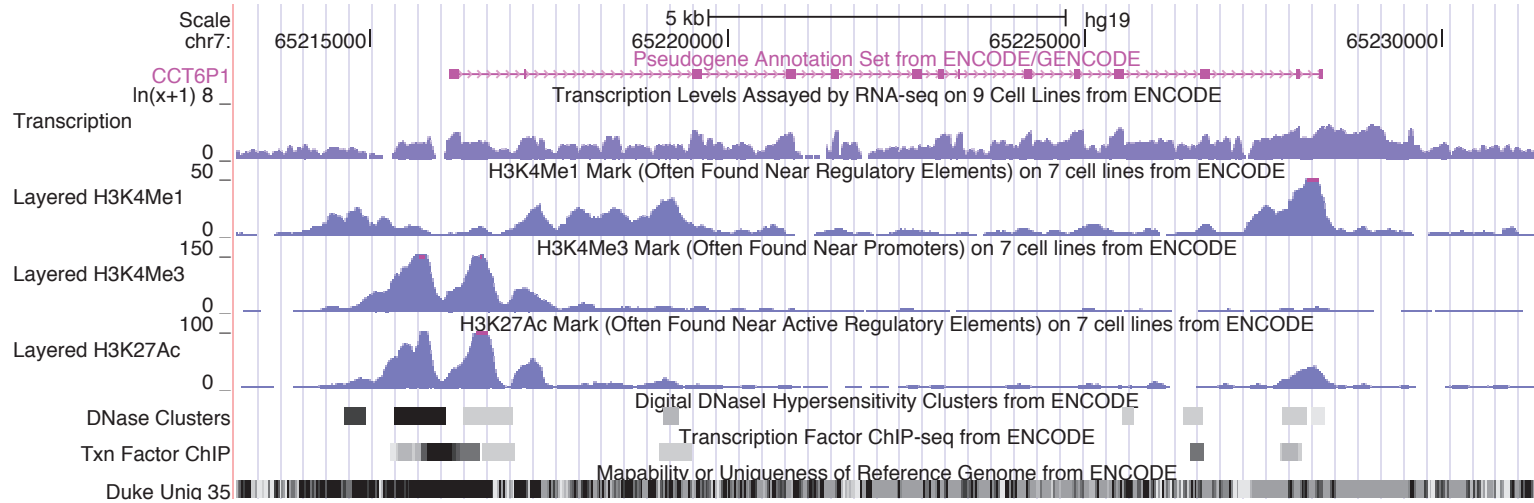 Scale 5 kb hg19
chr7: 65215000 65220000 65225000 65230000
Pseudogene Annotation Set from ENCODE/GENCODE
CCT6P1
ln(x+1) 8 Transcription Levels Assayed by RNA-seq on 9 Cell Lines from ENCODE
Transcription
0
H3K4Me1 Mark (Often Found Near Regulatory Elements) on 7 cell lines from ENCODE
50
Layered H3K4Me1
0
H3K4Me3 Mark (Often Found Near Promoters) on 7 cell lines from ENCODE
150
Layered H3K4Me3
0
H3K27Ac Mark (Often Found Near Active Regulatory Elements) on 7 cell lines from ENCODE
100
Layered H3K27Ac
0
Digital DNaseI Hypersensitivity Clusters from ENCODE
DNase Clusters
Transcription Factor ChIP-seq from ENCODE
Txn Factor ChIP
Mapability or Uniqueness of Reference Genome from ENCODE
Duke Uniq 35